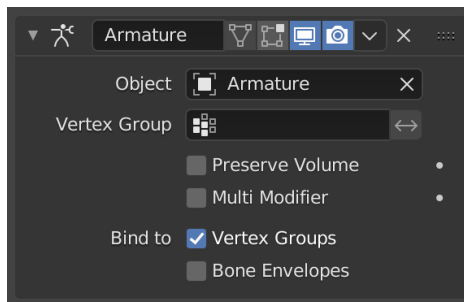 Armature
Object Armature
Vertex Group
Preserve Volume
Multi Modifier
Bind to Vertex Groups
Bone Envelopes